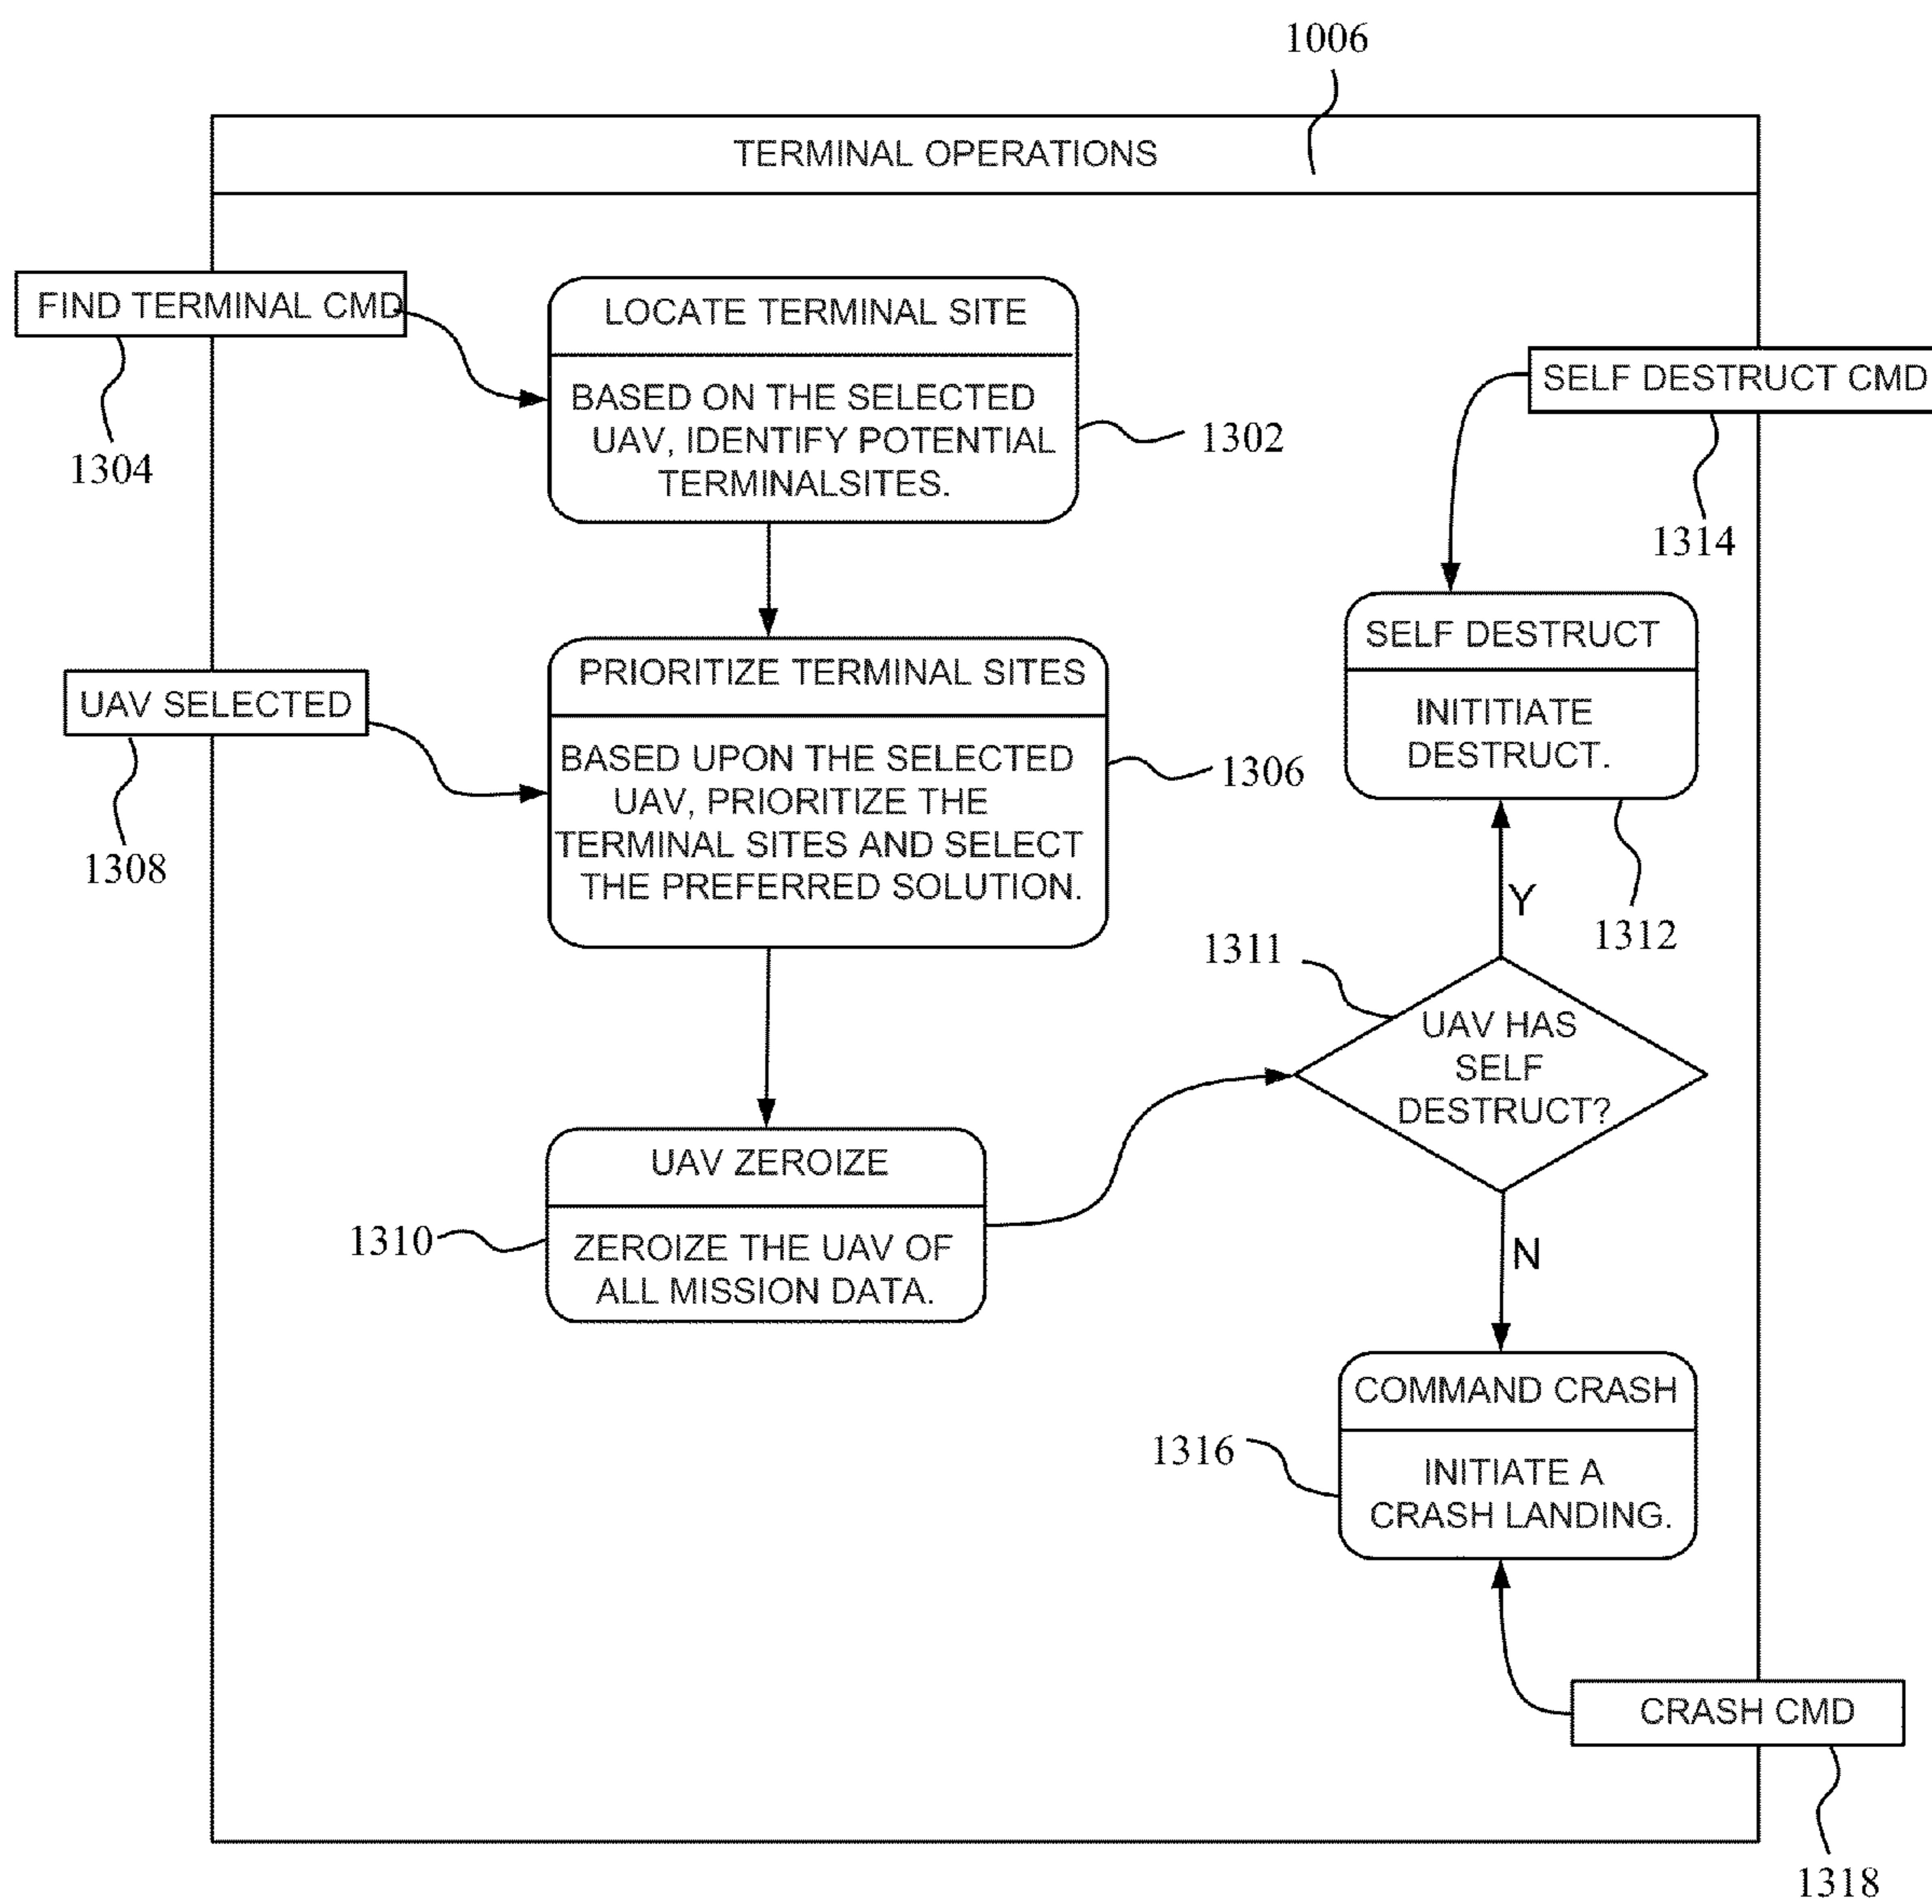 1006
TERMINAL OPERATIONS
FIND TERMINAL CMD
1304
LOCATE TERMINAL SITE
BASED ON THE SELECTED
UAV, IDENTIFY POTENTIAL
TERMINALSITES.
1302
SELF DESTRUCT CMD
1314
UAV SELECTED
1308
PRIORITIZE TERMINAL SITES
BASED UPON THE SELECTED
UAV, PRIORITIZE THE
TERMINAL SITES AND SELECT
THE PREFERRED SOLUTION.
1306
SELF DESTRUCT
INITITIATE
DESTRUCT.
1312
Y
1311
UAV HAS
SELF
DESTRUCT?
N
UAV ZEROIZE
ZEROIZE THE UAV OF
ALL MISSION DATA.
1310
COMMAND CRASH
INITIATE A
CRASH LANDING.
1316
CRASH CMD
1318